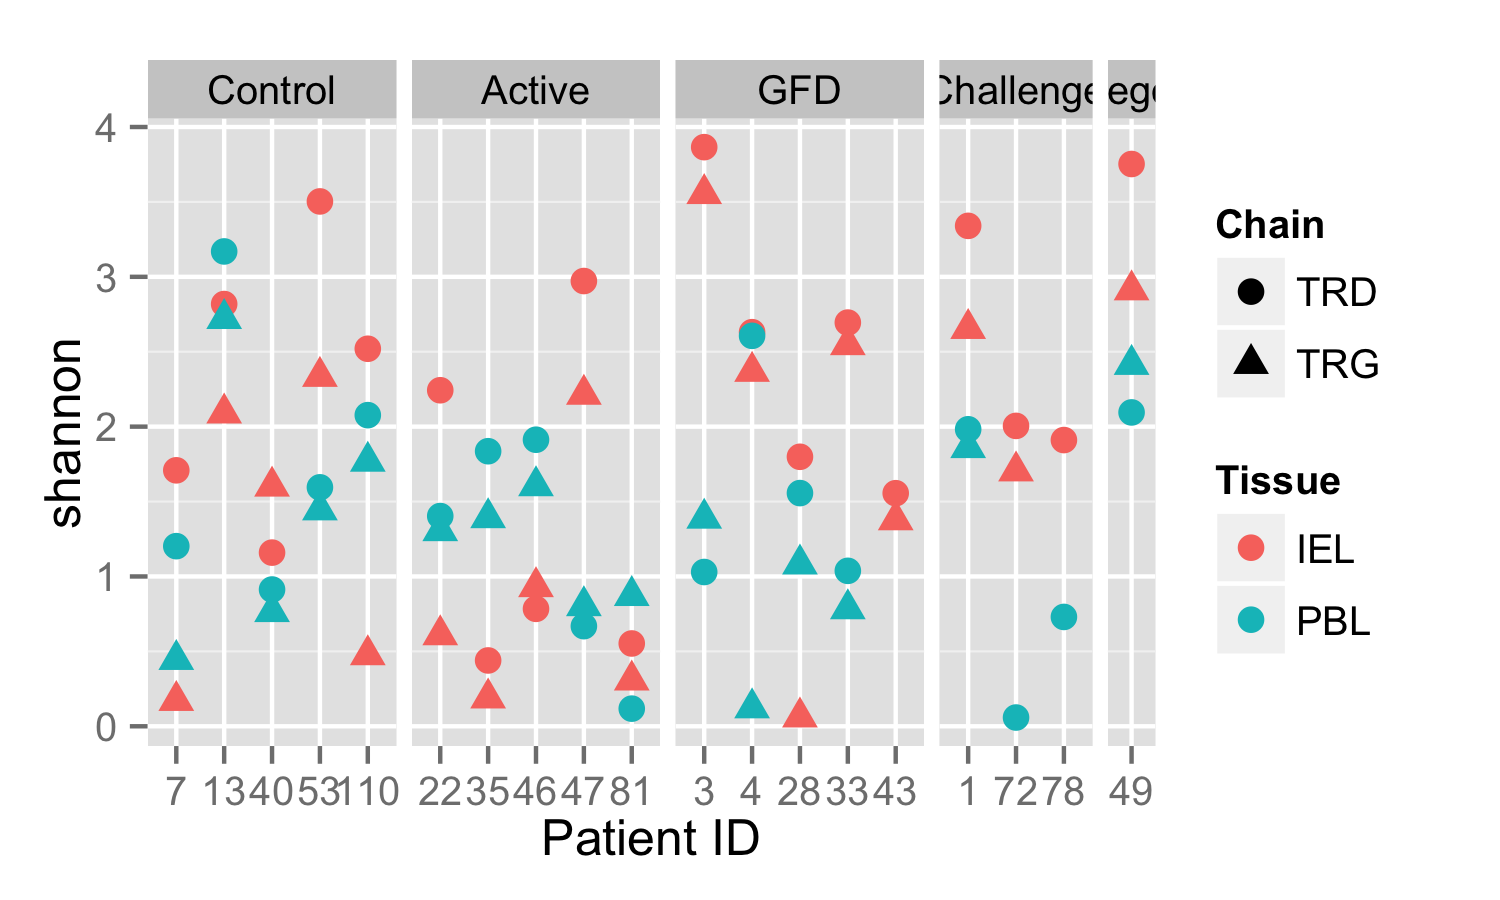 Control Active GFD Challenge
4
3
2
1
0
shannon
7 13 40 53 110 22 35 46 47 81 3 4 28 33 43 1 72 78 49
Patient ID
Chain
TRD
TRG
Tissue
IEL
PBL